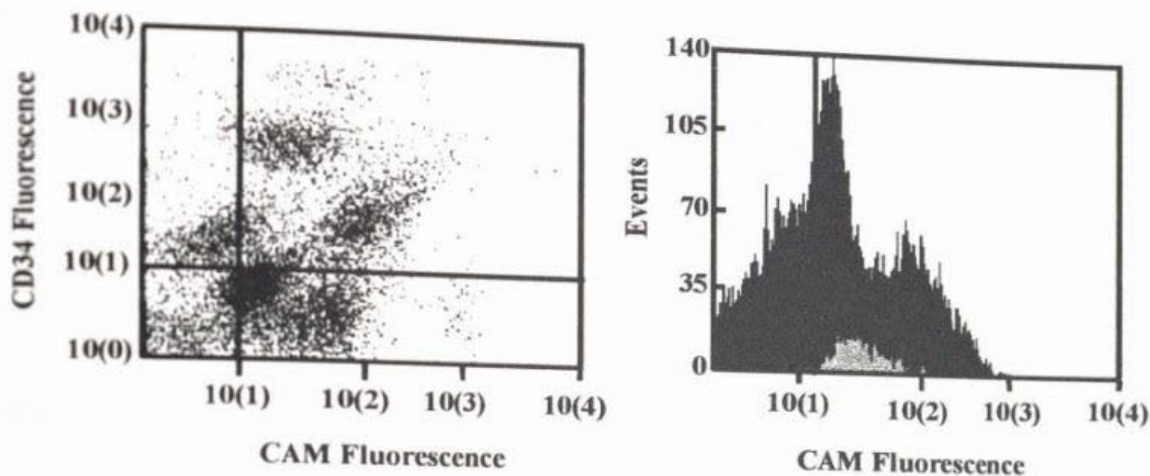 10(4)
10(3)
10(2)
10(1)
10(0)
CD34 Fluorescence
10(1) 10(2) 10(3) 10(4)
CAM Fluorescence
140
105
70
35
0
Events
10(1) 10(2) 10(3) 10(4)
CAM Fluorescence